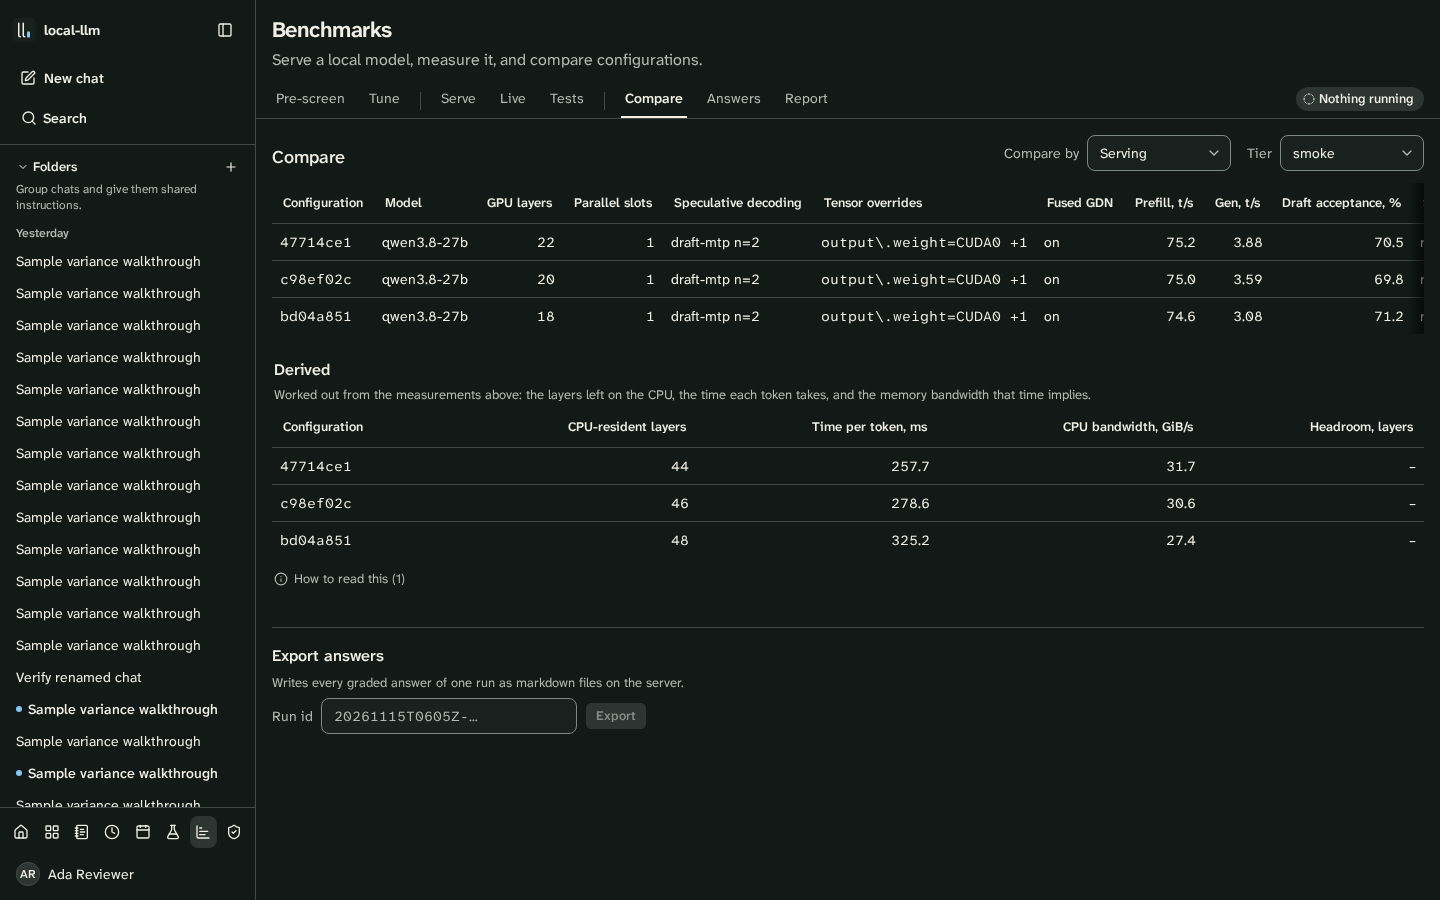 local-llm
New chat
Search
Folders
Group chats and give them shared
instructions.
Yesterday
Sample variance walkthrough
Sample variance walkthrough
Sample variance walkthrough
Sample variance walkthrough
Sample variance walkthrough
Sample variance walkthrough
Sample variance walkthrough
Sample variance walkthrough
Sample variance walkthrough
Sample variance walkthrough
Sample variance walkthrough
Sample variance walkthrough
Sample variance walkthrough
Verify renamed chat
Sample variance walkthrough
Sample variance walkthrough
Sample variance walkthrough
Sample variance walkthrough
AR Ada Reviewer
Benchmarks
Serve a local model, measure it, and compare configurations.
Pre-screen Tune Serve Live Tests Compare Answers Report Nothing running
Compare Compare by Serving Tier smoke
Configuration Model GPU layers Parallel slots Speculative decoding Tensor overrides Fused GDN Prefill, t/s Gen, t/s Draft acceptance, %
47714ce1 qwen3.8-27b 22 1 draft-mtp n=2 output\.weight=CUDA0 +1 on 75.2 3.88 70.5
c98ef02c qwen3.8-27b 20 1 draft-mtp n=2 output\.weight=CUDA0 +1 on 75.0 3.59 69.8
bd04a851 qwen3.8-27b 18 1 draft-mtp n=2 output\.weight=CUDA0 +1 on 74.6 3.08 71.2
Derived
Worked out from the measurements above: the layers left on the CPU, the time each token takes, and the memory bandwidth that time implies.
Configuration CPU-resident layers Time per token, ms CPU bandwidth, GiB/s Headroom, layers
47714ce1 44 257.7 31.7 –
c98ef02c 46 278.6 30.6 –
bd04a851 48 325.2 27.4 –
How to read this (1)
Export answers
Writes every graded answer of one run as markdown files on the server.
Run id 20261115T0605Z-… Export